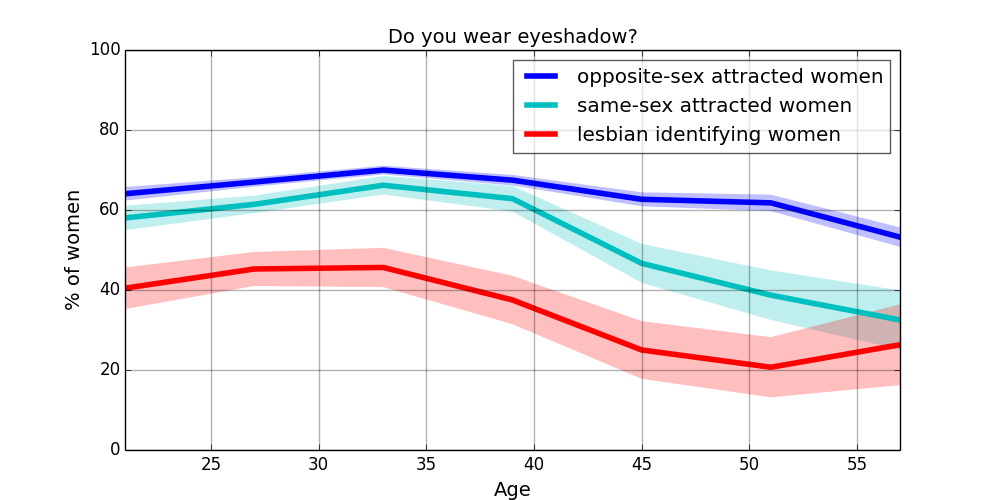 Do you wear eyeshadow?
100
80
60
40
20
0
% of women
opposite-sex attracted women
same-sex attracted women
lesbian identifying women
25 30 35 40 45 50 55
Age